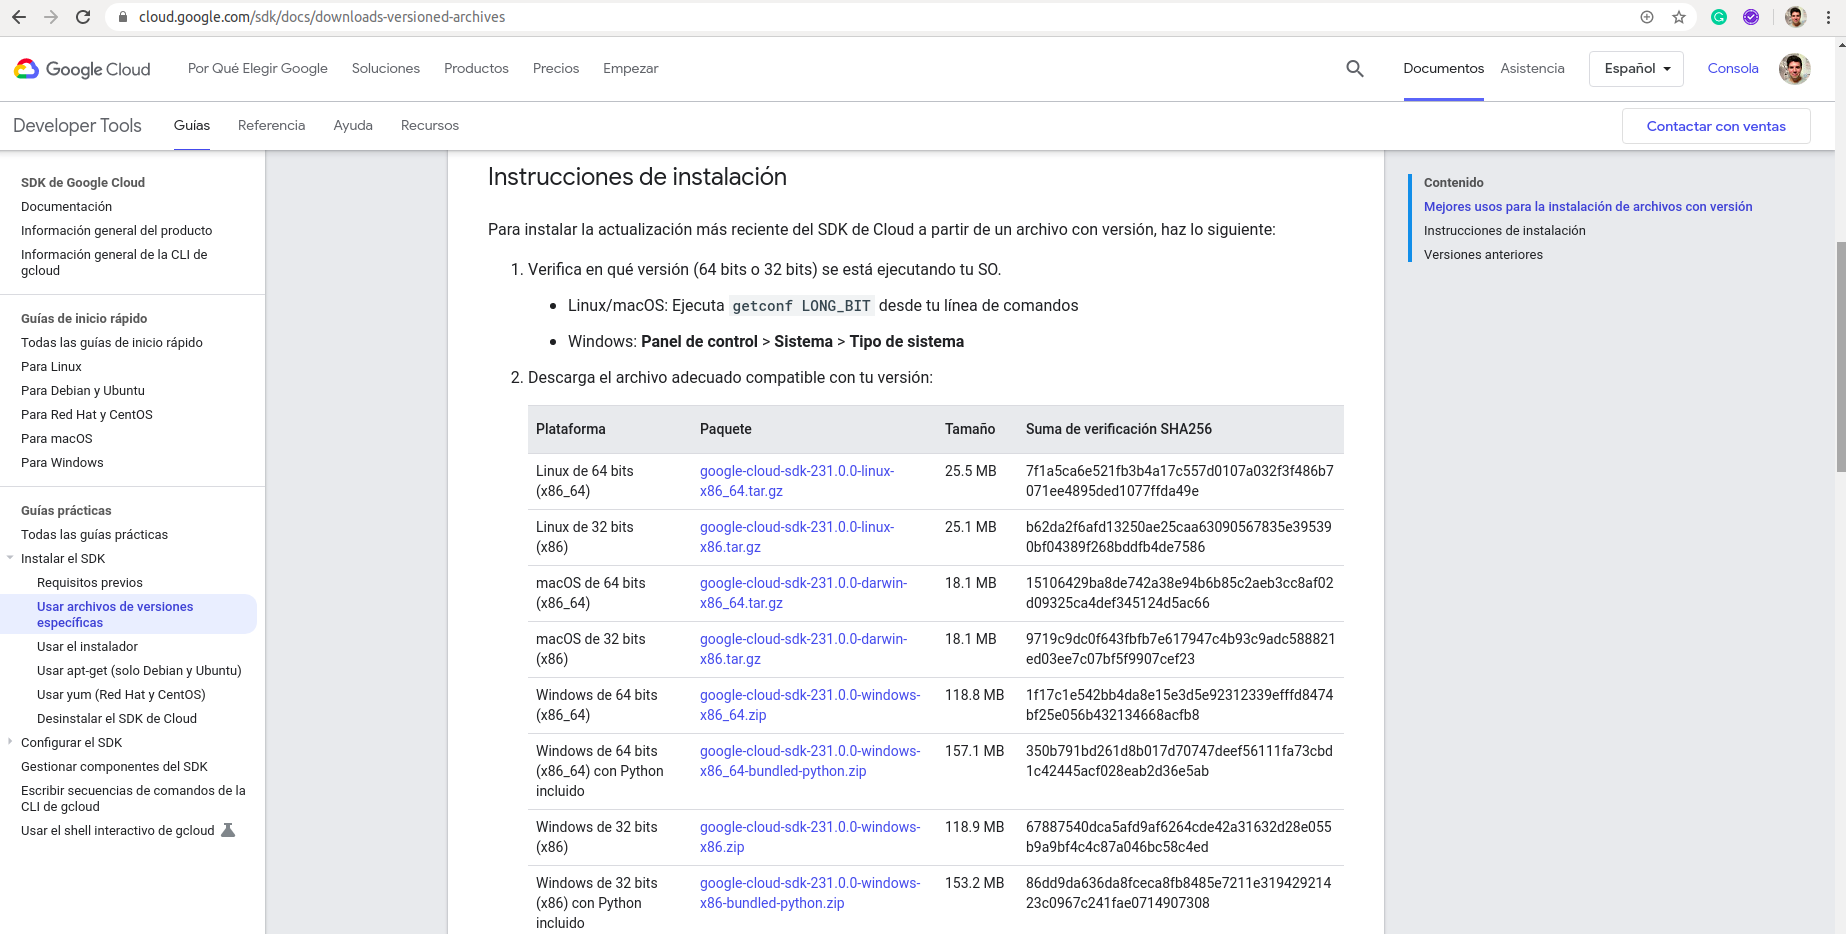 cloud.google.com/sdk/docs/downloads-versioned-archives
Google Cloud
Por Qué Elegir Google
Soluciones
Productos
Precios
Empezar
Documentos
Asistencia
Español
Consola
Developer Tools
Guías
Referencia
Ayuda
Recursos
Contactar con ventas
SDK de Google Cloud
Documentación
Información general del producto
Información general de la CLI de
gcloud
Guías de inicio rápido
Todas las guías de inicio rápido
Para Linux
Para Debian y Ubuntu
Para Red Hat y CentOS
Para macOS
Para Windows
Guías prácticas
Todas las guías prácticas
Instalar el SDK
Requisitos previos
Usar archivos de versiones
específicas
Usar el instalador
Usar apt-get (solo Debian y Ubuntu)
Usar yum (Red Hat y CentOS)
Desinstalar el SDK de Cloud
Configurar el SDK
Gestionar componentes del SDK
Escribir secuencias de comandos de la
CLI de gcloud
Usar el shell interactivo de gcloud
Instrucciones de instalación
Para instalar la actualización más reciente del SDK de Cloud a partir de un archivo con versión, haz lo siguiente:
1. Verifica en qué versión (64 bits o 32 bits) se está ejecutando tu SO.
• Linux/macOS: Ejecuta getconf LONG_BIT desde tu línea de comandos
• Windows: Panel de control > Sistema > Tipo de sistema
2. Descarga el archivo adecuado compatible con tu versión:
Plataforma Paquete Tamaño Suma de verificación SHA256
Linux de 64 bits google-cloud-sdk-231.0.0-linux- 25.5 MB 7f1a5ca6e521fb3b4a17c557d0107a032f3f486b7
(x86_64) x86_64.tar.gz 071ee4895ded1077ffda49e
Linux de 32 bits google-cloud-sdk-231.0.0-linux- 25.1 MB b62da2f6afd13250ae25caa63090567835e39539
(x86) x86.tar.gz 0bf04389f268bddfb4de7586
macOS de 64 bits google-cloud-sdk-231.0.0-darwin- 18.1 MB 15106429ba8de742a38e94b6b85c2aeb3cc8af02
(x86_64) x86_64.tar.gz d09325ca4def345124d5ac66
macOS de 32 bits google-cloud-sdk-231.0.0-darwin- 18.1 MB 9719c9dc0f643fbfb7e617947c4b93c9adc588821
(x86) x86.tar.gz ed03ee7c07bf5f9907cef23
Windows de 64 bits google-cloud-sdk-231.0.0-windows- 118.8 MB 1f17c1e542bb4da8e15e3d5e92312339efffd8474
(x86_64) x86_64.zip bf25e056b432134668acfb8
Windows de 64 bits google-cloud-sdk-231.0.0-windows- 157.1 MB 350b791bd261d8b017d70747deef56111fa73cbd
(x86_64) con Python x86_64-bundled-python.zip 1c42445acf028eab2d36e5ab
incluido
Windows de 32 bits google-cloud-sdk-231.0.0-windows- 118.9 MB 67887540dca5afd9af6264cde42a31632d28e055
(x86) x86.zip b9a9bf4c4c87a046bc58c4ed
Windows de 32 bits google-cloud-sdk-231.0.0-windows- 153.2 MB 86dd9da636da8fceca8fb8485e7211e319429214
(x86) con Python x86-bundled-python.zip 23c0967c241fae0714907308
incluido
Contenido
Mejores usos para la instalación de archivos con versión
Instrucciones de instalación
Versiones anteriores